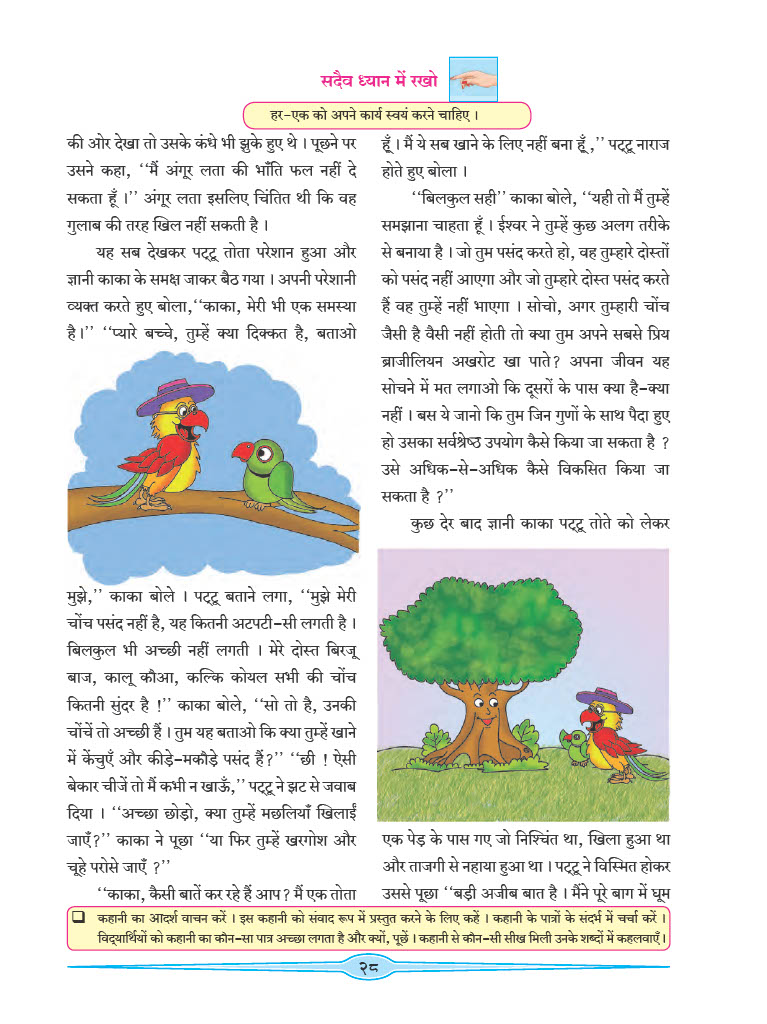 सदैव ध्यान में रखो
हर-एक को अपने कार्य स्वयं करने चाहिए ।
की ओर देखा तो उसके कंधे भी झुके हुए थे । पूछने पर
उसने कहा, ‘‘मैं अंगूर लता की भाँति फल नहीं दे
सकता हूँ ।’’ अंगूर लता इसलिए चिंतित थी कि वह
गुलाब की तरह खिल नहीं सकती है ।
यह सब देखकर पट्टू तोता परेशान हुआ और
ज्ञानी काका के समक्ष जाकर बैठ गया । अपनी परेशानी
व्यक्त करते हुए बोला,‘‘काका, मेरी भी एक समस्या
है।’’ ‘‘प्यारे बच्चे, तुम्हें क्या दिक्कत है, बताओ
मुझे,’’ काका बोले । पट्टू बताने लगा, ‘‘मुझे मेरी
चोंच पसंद नहीं है, यह कितनी अटपटी-सी लगती है ।
बिलकुल भी अच्छी नहीं लगती । मेरे दोस्त बिरजू
बाज, कालू कौआ, कल्कि कोयल सभी की चोंच
कितनी सुंदर है !’’ काका बोले, ‘‘सो तो है, उनकी
चोंचें तो अच्छी हैं । तुम यह बताओ कि क्या तुम्हें खाने
में केंचुएँ और कीड़े-मकौड़े पसंद हैं?’’ ‘‘छी ! ऐसी
बेकार चीजें तो मैं कभी न खाऊँ,’’ पट्टू ने झट से जवाब
दिया । ‘‘अच्छा छोड़ो, क्या तुम्हें मछलियाँ खिलाईं
जाएँ?’’ काका ने पूछा ‘‘या फिर तुम्हें खरगोश और
चूहे परोसे जाएँ ?’’
‘‘काका, कैसी बातें कर रहे हैं आप? मैं एक तोता
हूँ । मैं ये सब खाने के लिए नहीं बना हूँ ,’’ पट्टू नाराज
होते हुए बोला ।
‘‘बिलकुल सही’’ काका बोले, ‘‘यही तो मैं तुम्हें
समझाना चाहता हूँ । ईश्वर ने तुम्हें कुछ अलग तरीके
से बनाया है । जो तुम पसंद करते हो, वह तुम्हारे दोस्तों
को पसंद नहीं आएगा और जो तुम्हारे दोस्त पसंद करते
हैं वह तुम्हें नहीं भाएगा । सोचो, अगर तुम्हारी चोंच
जैसी है वैसी नहीं होती तो क्या तुम अपने सबसे प्रिय
ब्राजीलियन अखरोट खा पाते? अपना जीवन यह
सोचने में मत लगाओ कि दूसरों के पास क्या है-क्या
नहीं । बस ये जानो कि तुम जिन गुणों के साथ पैदा हुए
हो उसका सर्वश्रेष्ठ उपयोग कैसे किया जा सकता है ?
उसे अधिक-से-अधिक कैसे विकसित किया जा
सकता है ?’’
कुछ देर बाद ज्ञानी काका पट्टू तोते को लेकर
एक पेड़ के पास गए जो निश्चिंत था, खिला हुआ था
और ताजगी से नहाया हुआ था । पट्टू ने विस्मित होकर
उससे पूछा ‘‘बड़ी अजीब बात है । मैंने पूरे बाग में घूम
❑ कहानी का आदर्श वाचन करें । इस कहानी को संवाद रूप में प्रस्तुत करने के लिए कहें । कहानी के पात्रों के संदर्भ में चर्चा करें ।
विद्यार्थियों को कहानी का कौन-सा पात्र अच्छा लगता है और क्यों, पूछें । कहानी से कौन-सी सीख मिली उनके शब्दों में कहलवाएँ।
२८